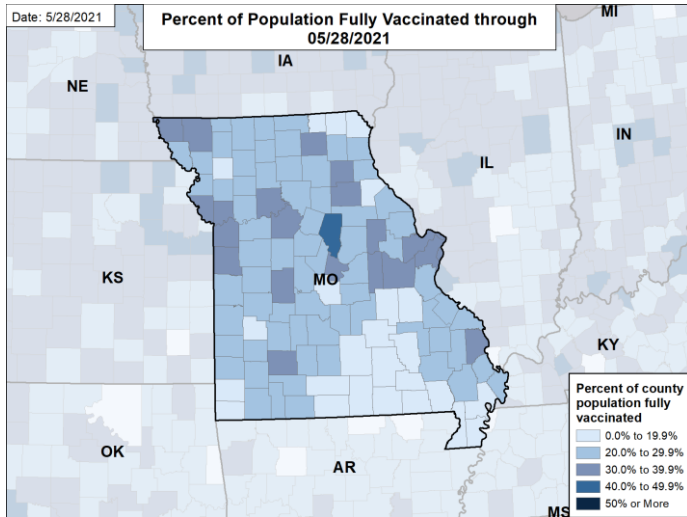 Date: 5/28/2021
Percent of Population Fully Vaccinated through
05/28/2021
MI
IA
NE
IN
IL
KS
MO
KY
OK
AR
MS
Percent of county
population fully
vaccinated
0.0% to 19.9%
20.0% to 29.9%
30.0% to 39.9%
40.0% to 49.9%
50% or More